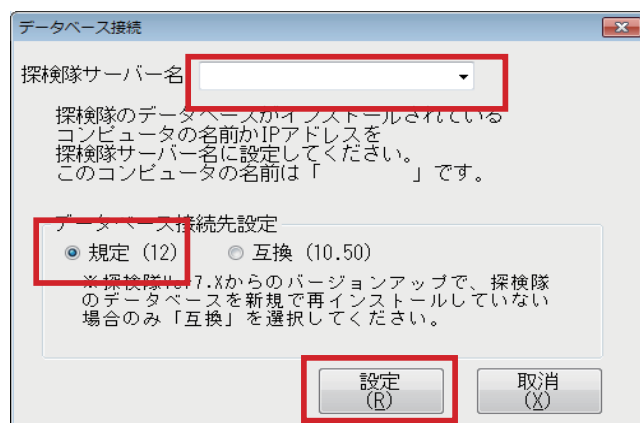 データベース接続
探検隊サーバー名
探検隊のデータベースがインストールされている
コンピュータの名前かIPアドレスを
探検隊サーバー名に設定してください。
このコンピュータの名前は「　　　　　」です。
データベース接続先設定
規定 (12)　互換 (10.50)
※探検隊Ver7.Xからのバージョンアップで、探検隊
のデータベースを新規で再インストールしていない
場合のみ「互換」を選択してください。
設定　取消
(R)　(X)